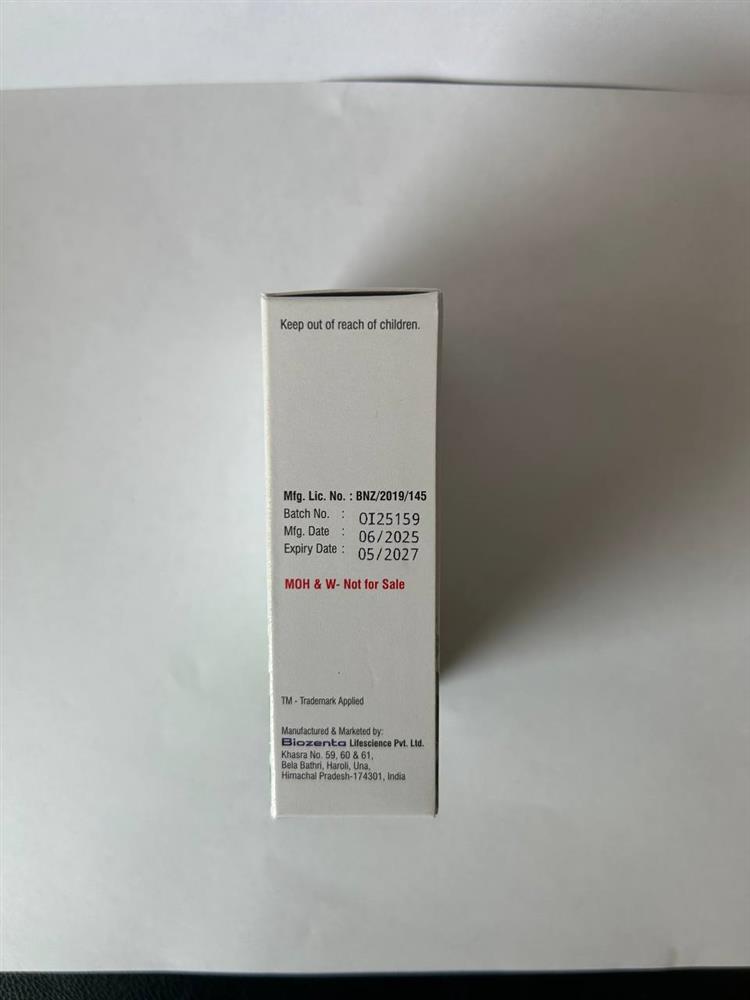 Keep out of reach of children.
Mfg. Lic. No. : BNZ/2019/145
Batch No. : OI25159
Mfg. Date : 06/2025
Expiry Date : 05/2027
MOH & W- Not for Sale
TM - Trademark Applied
Manufactured & Marketed by:
Biozenta Lifescience Pvt. Ltd.
Khasra No. 59, 60 & 61,
Bela Bathri, Haroli, Una,
Himachal Pradesh-174301, India